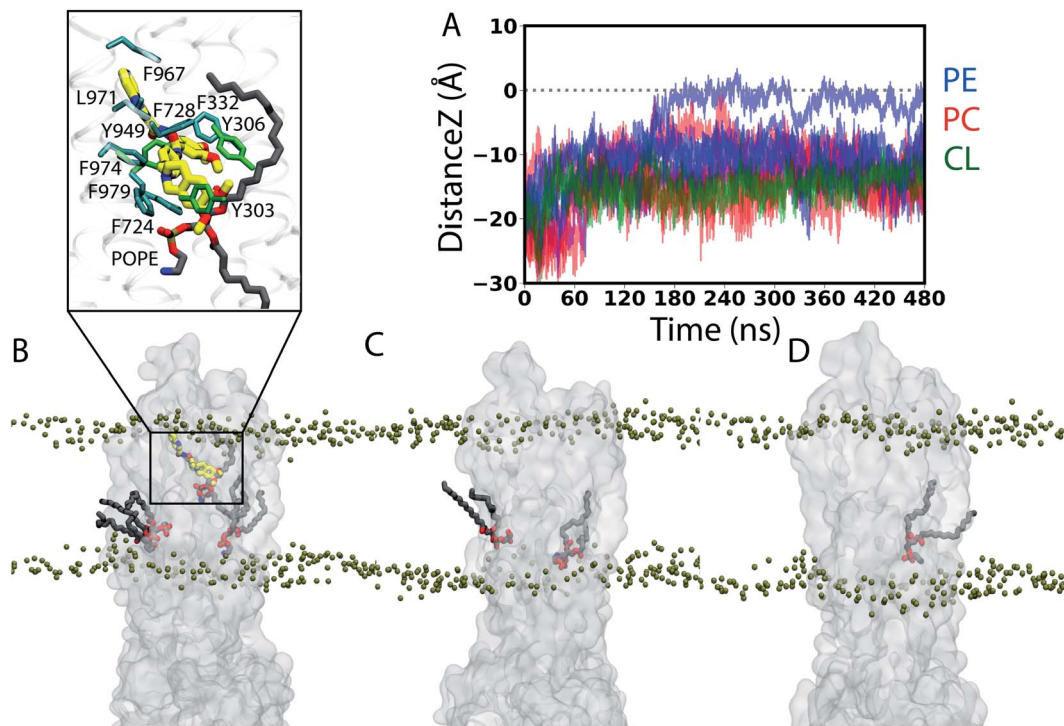 F967
L971
F728
F332
Y949
Y306
F974
F979
Y303
F724
POPE
A
DistanceZ (Å)
10
0
−10
−20
−30
0
60
120
180
240
300
360
420
480
Time (ns)
PE
PC
CL
B
C
D